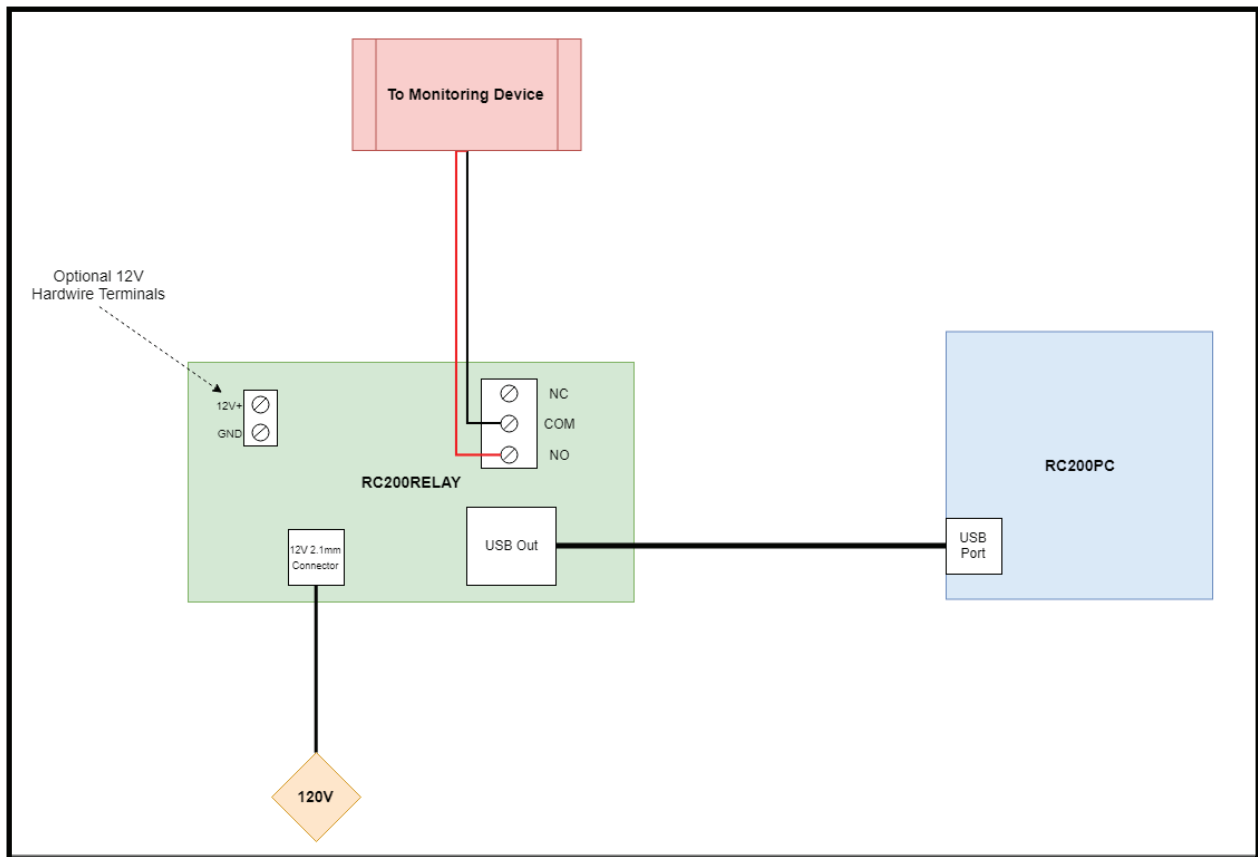 To Monitoring Device
Optional 12V
Hardwire Terminals
12V+
GND
NC
COM
NO
RC200RELAY
RC200PC
12V 2.1mm
Connector
USB Out
USB
Port
120V